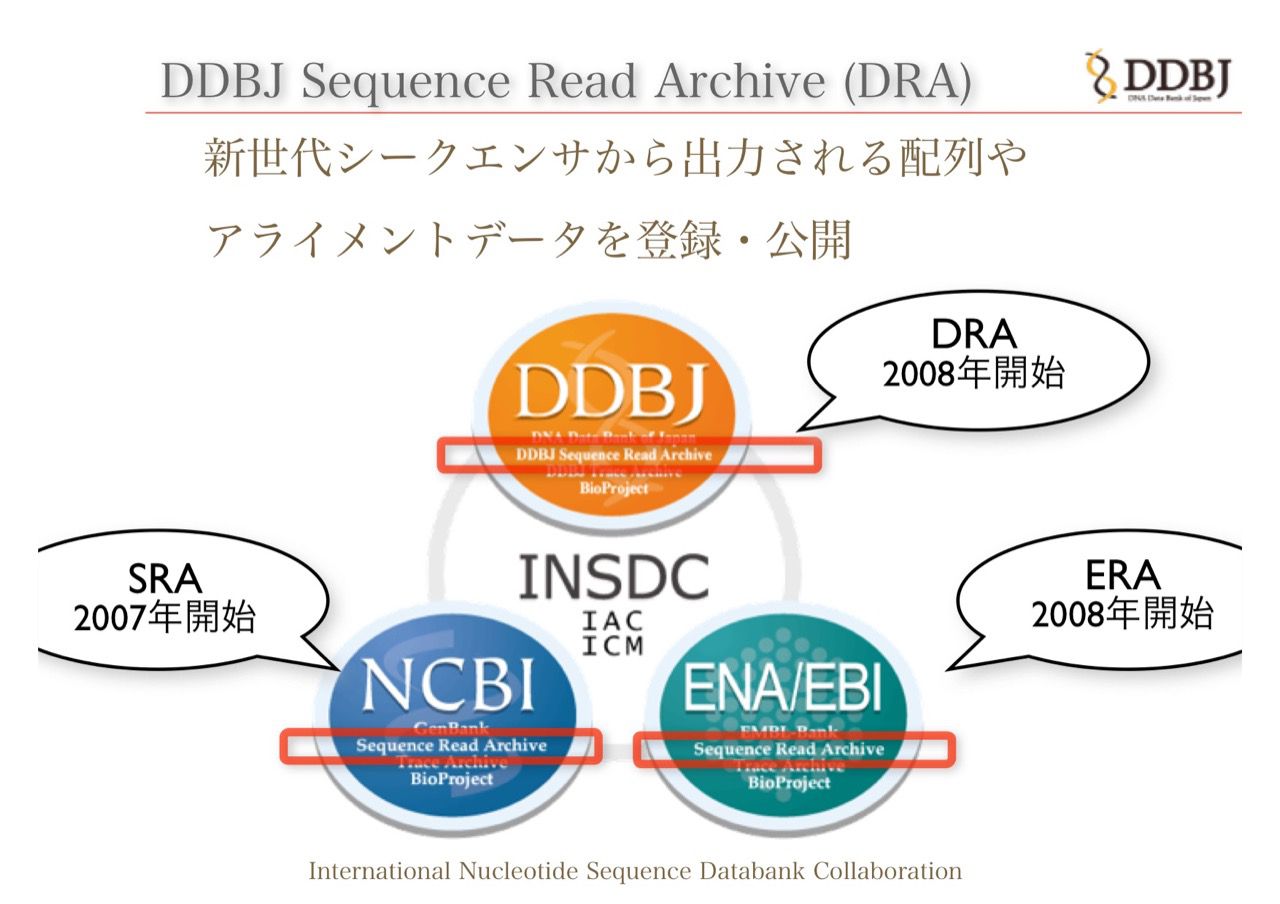 DDBJ Sequence Read Archive (DRA)
DDBJ
DNA Data Bank of Japan
新世代シークエンサから出力される配列や
アライメントデータを登録・公開
DRA
2008年開始
DDBJ
DNA Data Bank of Japan
DDBJ Sequence Read Archive
DDBJ Trace Archive
BioProject
INSDC
IAC
ICM
SRA
2007年開始
ERA
2008年開始
NCBI
GenBank
Sequence Read Archive
Trace Archive
BioProject
ENA/EBI
EMBL-Bank
Sequence Read Archive
Trace Archive
BioProject
International Nucleotide Sequence Databank Collaboration